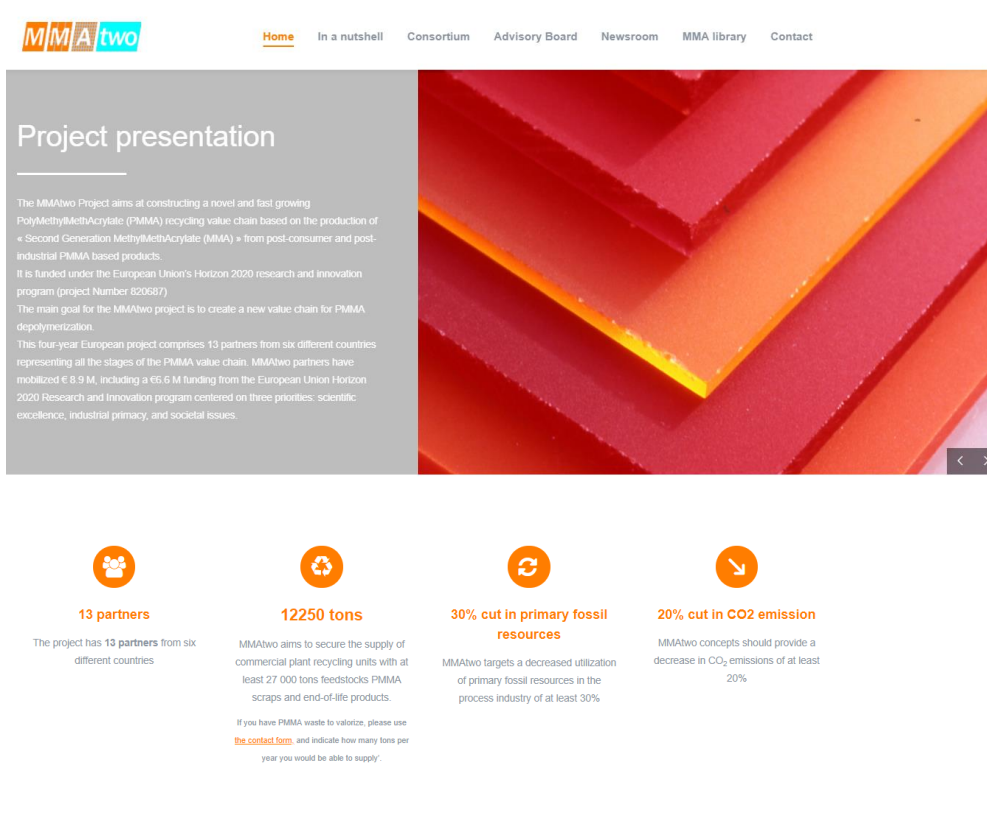 MMAtwo
Home In a nutshell Consortium Advisory Board Newsroom MMA library Contact
Project presentation
The MMAtwo Project aims at constructing a novel and fast growing
PolyMethylMethAcrylate (PMMA) recycling value chain based on the production of
« Second Generation MethylMethAcrylate (MMA) » from post-consumer and post-
industrial PMMA based products.
It is funded under the European Union's Horizon 2020 research and innovation
program (project Number 820687)
The main goal for the MMAtwo project is to create a new value chain for PMMA
depolymerization.
This four-year European project comprises 13 partners from six different countries
representing all the stages of the PMMA value chain. MMAtwo partners have
mobilized € 8.9 M, including a €6.6 M funding from the European Union Horizon
2020 Research and Innovation program centered on three priorities: scientific
excellence, industrial primacy, and societal issues.
13 partners
The project has 13 partners from six
different countries
12250 tons
MMAtwo aims to secure the supply of
commercial plant recycling units with at
least 27 000 tons feedstocks PMMA
scraps and end-of-life products.
If you have PMMA waste to valorize, please use
the contact form, and indicate how many tons per
year you would be able to supply'.
30% cut in primary fossil
resources
MMAtwo targets a decreased utilization
of primary fossil resources in the
process industry of at least 30%
20% cut in CO2 emission
MMAtwo concepts should provide a
decrease in CO₂ emissions of at least
20%